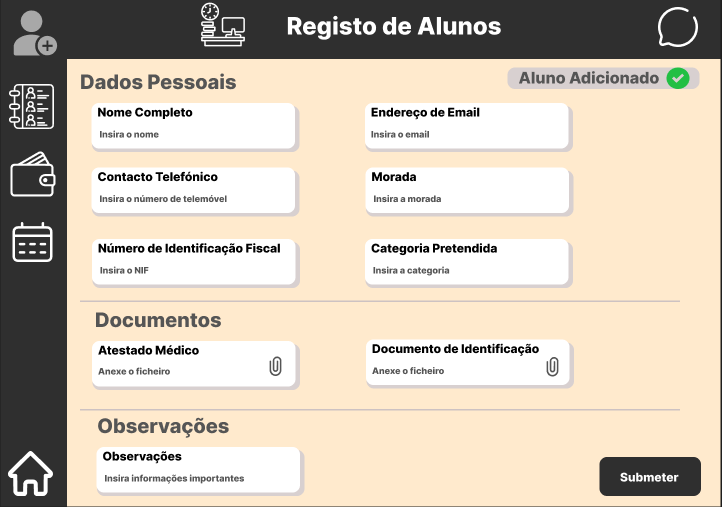 Registo de Alunos
Dados Pessoais
Aluno Adicionado
Nome Completo
Insira o nome
Endereço de Email
Insira o email
Contacto Telefónico
Insira o número de telemóvel
Morada
Insira a morada
Número de Identificação Fiscal
Insira o NIF
Categoria Pretendida
Insira a categoria
Documentos
Atestado Médico
Anexe o ficheiro
Documento de Identificação
Anexe o ficheiro
Observações
Observações
Insira informações importantes
Submeter